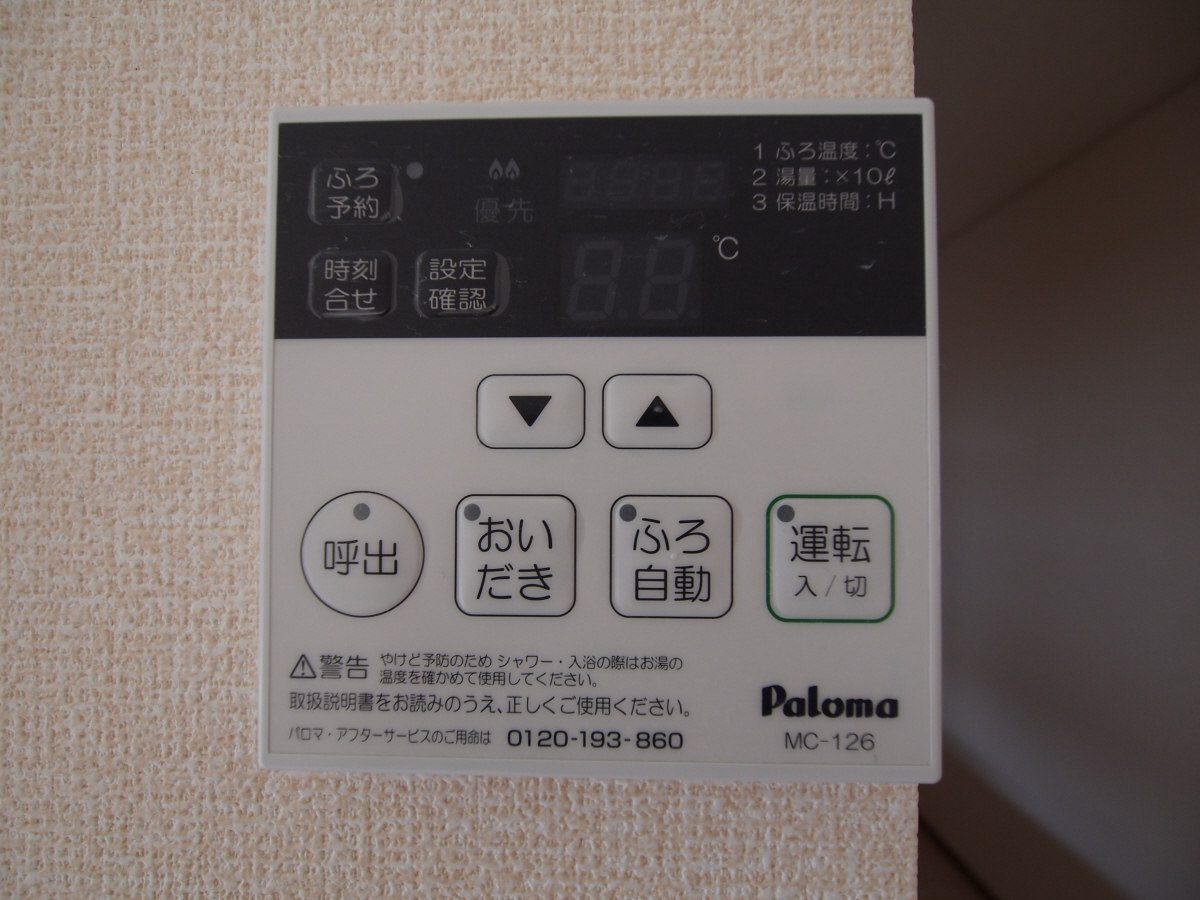 ふろ
予約
優先
1 ふろ温度:℃
2 湯量:×10ℓ
3 保温時間:H
時刻
合せ
設定
確認
℃
▼ ▲
呼出
おい
だき
ふろ
自動
運転
入/切
⚠警告 やけど予防のため シャワー・入浴の際はお湯の
温度を確かめて使用してください。
取扱説明書をお読みのうえ、正しくご使用ください。
パロマ・アフターサービスのご用命は 0120-193-860
Paloma
MC-126